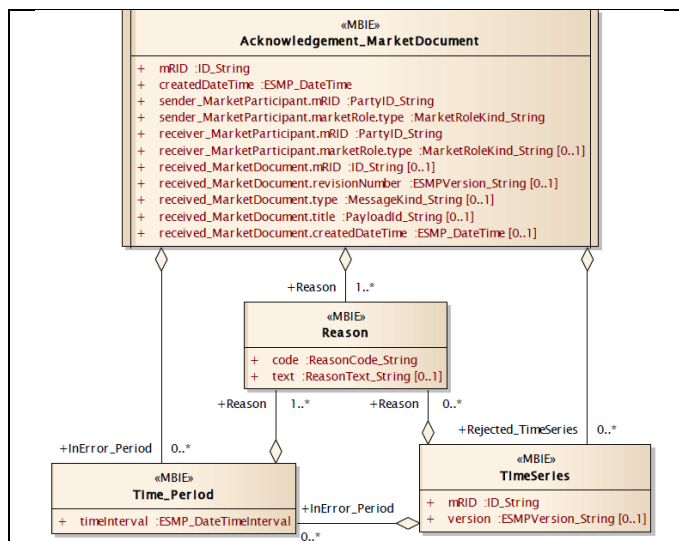 «MBIE»
Acknowledgement_MarketDocument
+ mRID :ID_String
+ createdDateTime :ESMP_DateTime
+ sender_MarketParticipant.mRID :PartyID_String
+ sender_MarketParticipant.marketRole.type :MarketRoleKind_String
+ receiver_MarketParticipant.mRID :PartyID_String
+ receiver_MarketParticipant.marketRole.type :MarketRoleKind_String [0..1]
+ received_MarketDocument.mRID :ID_String [0..1]
+ received_MarketDocument.revisionNumber :ESMPVersion_String [0..1]
+ received_MarketDocument.type :MessageKind_String [0..1]
+ received_MarketDocument.title :PayloadId_String [0..1]
+ received_MarketDocument.createdDateTime :ESMP_DateTime [0..1]
+Reason 1..*
«MBIE»
Reason
+ code :ReasonCode_String
+ text :ReasonText_String [0..1]
+Reason 1..*
+Reason 0..*
+InError_Period 0..*
+Rejected_TimeSeries 0..*
«MBIE»
Time_Period
+ timeInterval :ESMP_DateTimeInterval
+InError_Period
0..*
«MBIE»
TimeSeries
+ mRID :ID_String
+ version :ESMPVersion_String [0..1]